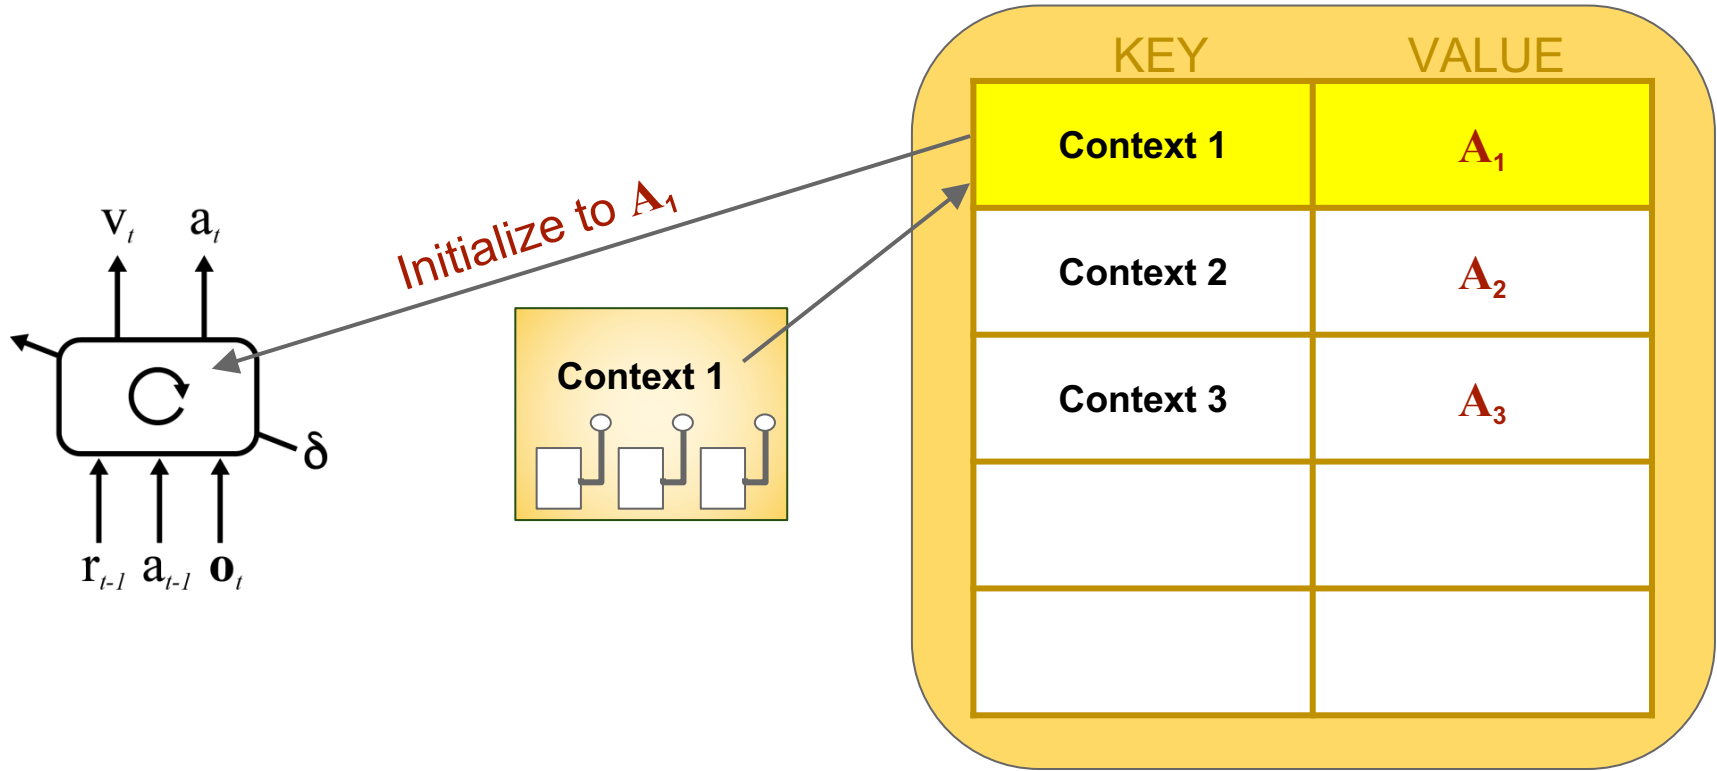 KEY VALUE
Context 1 A₁
Context 2 A₂
Context 3 A₃
Initialize to A₁
Context 1
vₜ aₜ
δ
rₜ₋₁ aₜ₋₁ oₜ